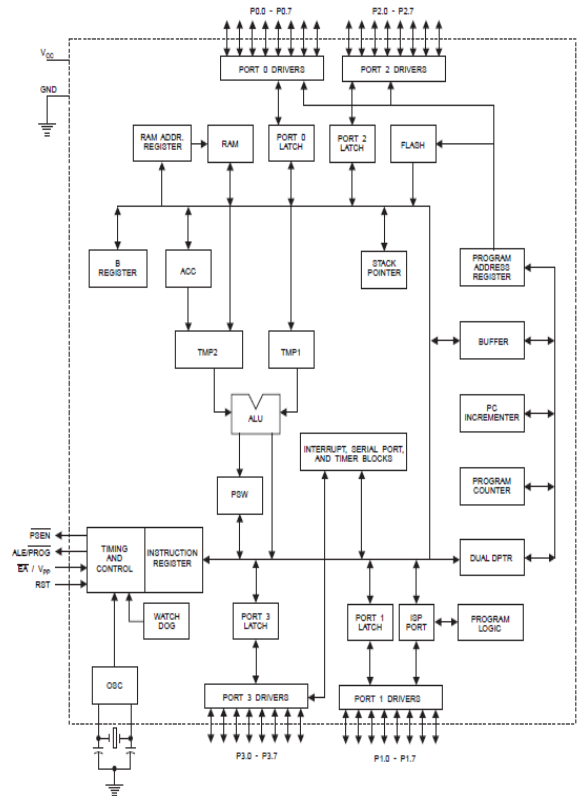 P0.0 - P0.7
P2.0 - P2.7
VCC
GND
PORT 0 DRIVERS
PORT 2 DRIVERS
RAM ADDR.
REGISTER
RAM
PORT 0
LATCH
PORT 2
LATCH
FLASH
B
REGISTER
ACC
STACK
POINTER
PROGRAM
ADDRESS
REGISTER
TMP2
TMP1
BUFFER
ALU
PC
INCREMENTER
INTERRUPT, SERIAL PORT,
AND TIMER BLOCKS
PSW
PROGRAM
COUNTER
PSEN
ALE/PROG
EA / VPP
RST
TIMING
AND
CONTROL
INSTRUCTION
REGISTER
DUAL DPTR
WATCH
DOG
PORT 3
LATCH
PORT 1
LATCH
ISP
PORT
PROGRAM
LOGIC
OSC
PORT 3 DRIVERS
PORT 1 DRIVERS
P3.0 - P3.7
P1.0 - P1.7